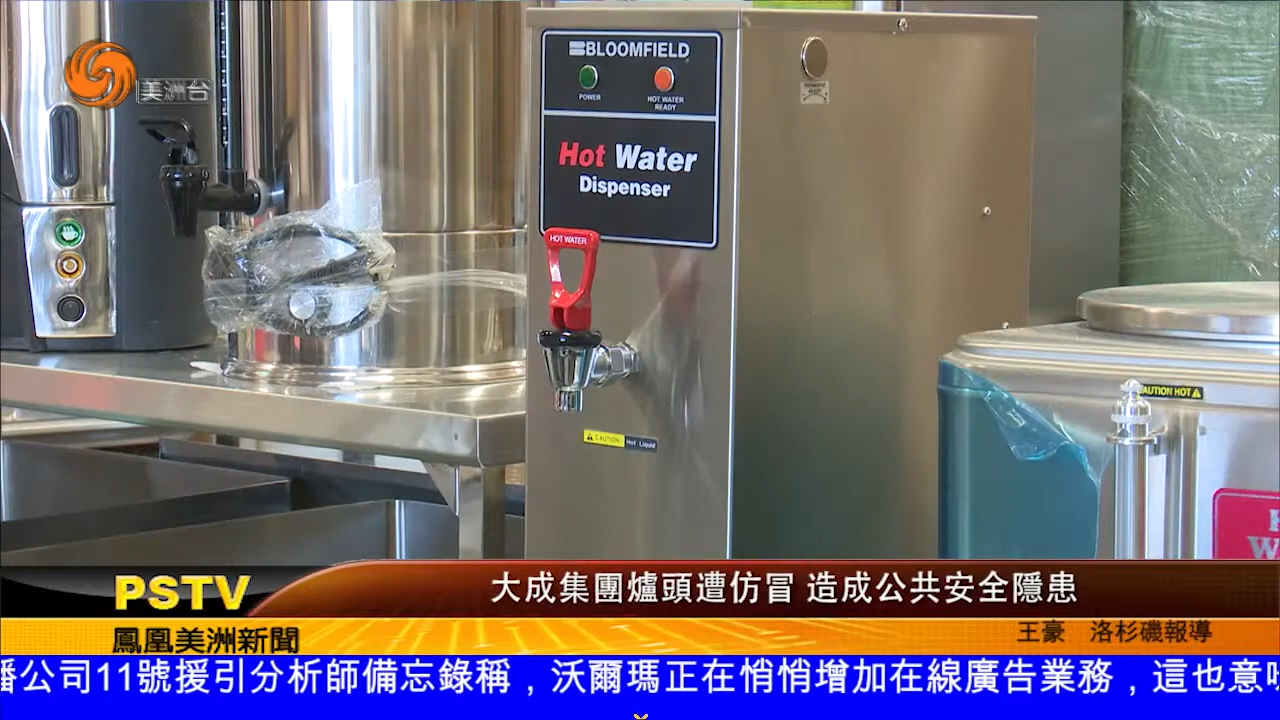 美洲台
BLOOMFIELD
POWER
HOT WATER
READY
Hot Water
Dispenser
HOT WATER
CAUTION Hot Liquid
CAUTION HOT
PSTV
大成集團爐頭遭仿冒 造成公共安全隱患
鳳凰美洲新聞
王豪 洛杉磯報導
播公司11號援引分析師備忘錄稱，沃爾瑪正在悄悄增加在線廣告業務，這也意味